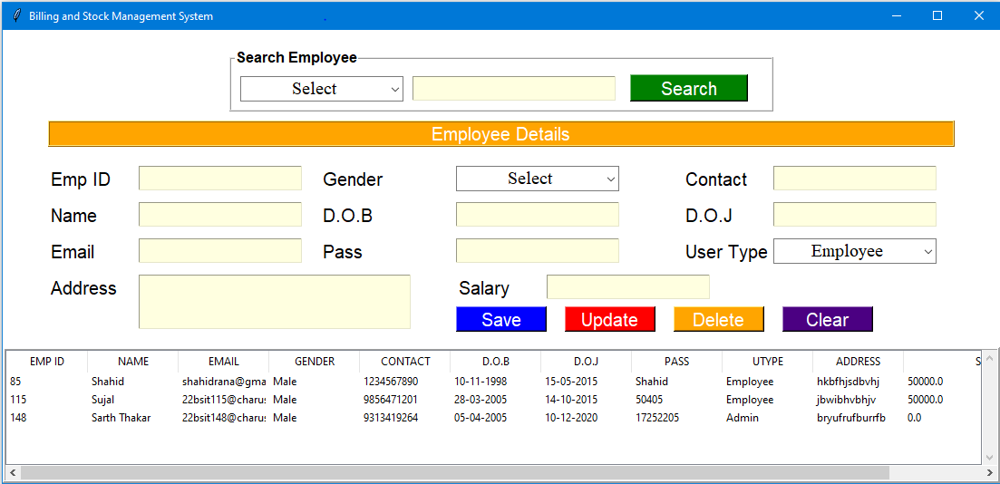 Billing and Stock Management System
Search Employee
Select Search
Employee Details
Emp ID Gender Select Contact
Name D.O.B D.O.J
Email Pass User Type Employee
Address Salary
Save Update Delete Clear
EMP ID NAME EMAIL GENDER CONTACT D.O.B D.O.J PASS UTYPE ADDRESS S
85 Shahid shahidrana@gma Male 1234567890 10-11-1998 15-05-2015 Shahid Employee hkbfhjsdbvhj 50000.0
115 Sujal 22bsit115@charus Male 9856471201 28-03-2005 14-10-2015 50405 Employee jbwibhvbhjv 50000.0
148 Sarth Thakar 22bsit148@charus Male 9313419264 05-04-2005 10-12-2020 17252205 Admin bryufrufburrfb 0.0